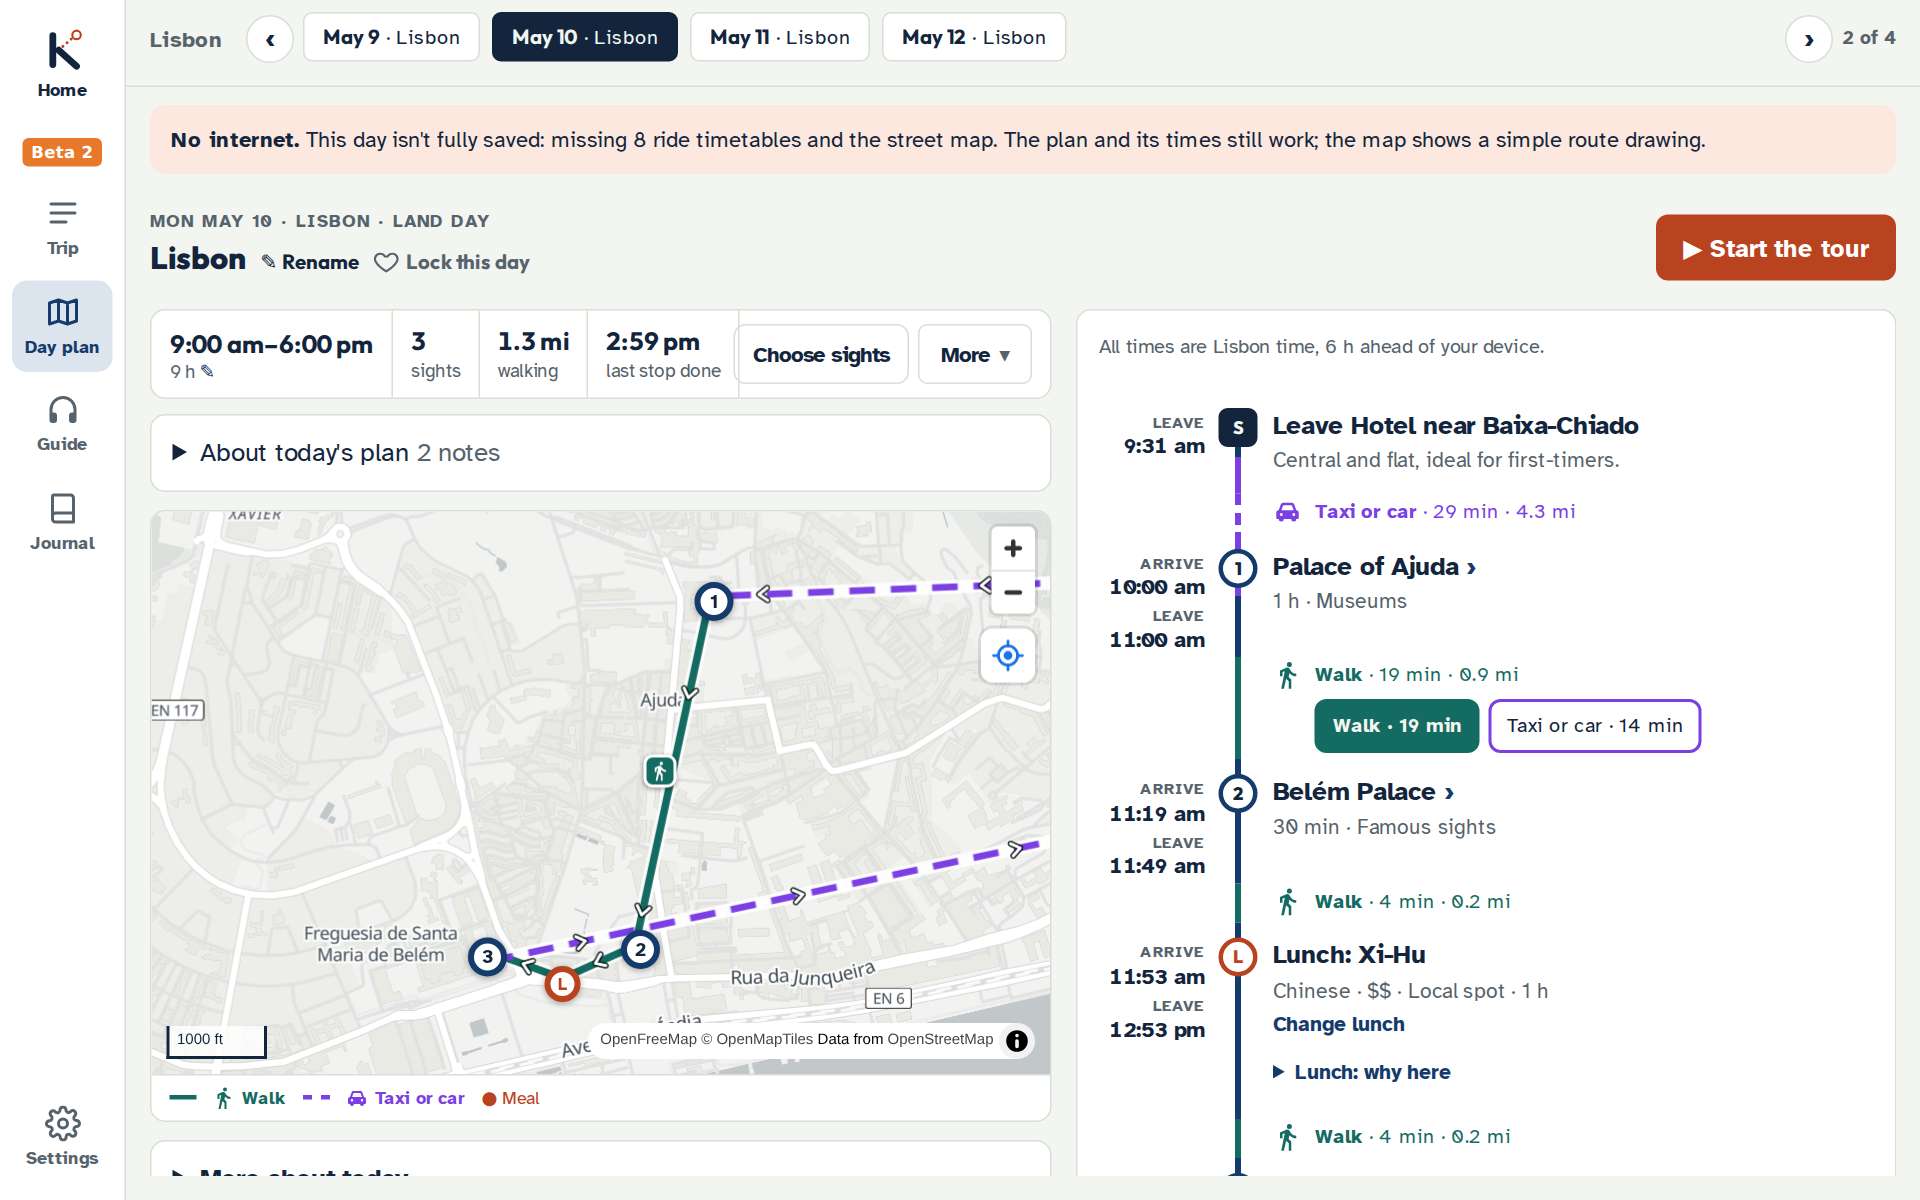 Home
Beta 2
Trip
Day plan
Guide
Journal
Settings
Lisbon
‹
May 9 · Lisbon
May 10 · Lisbon
May 11 · Lisbon
May 12 · Lisbon
›
2 of 4
No internet. This day isn't fully saved: missing 8 ride timetables and the street map. The plan and its times still work; the map shows a simple route drawing.
MON MAY 10 · LISBON · LAND DAY
Lisbon ✎ Rename Lock this day
▶ Start the tour
9:00 am–6:00 pm
9 h ✎
3
sights
1.3 mi
walking
2:59 pm
last stop done
Choose sights
More ▼
▶ About today's plan 2 notes
XAVIER
+
−
1
Ajuda
EN 117
Freguesia de Santa
Maria de Belém
3
2
L
Rua da Junqueira
EN 6
Ave
1000 ft
OpenFreeMap © OpenMapTiles Data from OpenStreetMap
Walk
Taxi or car
Meal
More about today
All times are Lisbon time, 6 h ahead of your device.
LEAVE
9:31 am
S
Leave Hotel near Baixa-Chiado
Central and flat, ideal for first-timers.
Taxi or car · 29 min · 4.3 mi
ARRIVE
10:00 am
LEAVE
11:00 am
1
Palace of Ajuda ›
1 h · Museums
Walk · 19 min · 0.9 mi
Walk · 19 min
Taxi or car · 14 min
ARRIVE
11:19 am
LEAVE
11:49 am
2
Belém Palace ›
30 min · Famous sights
Walk · 4 min · 0.2 mi
ARRIVE
11:53 am
LEAVE
12:53 pm
L
Lunch: Xi-Hu
Chinese · $$ · Local spot · 1 h
Change lunch
▶ Lunch: why here
Walk · 4 min · 0.2 mi